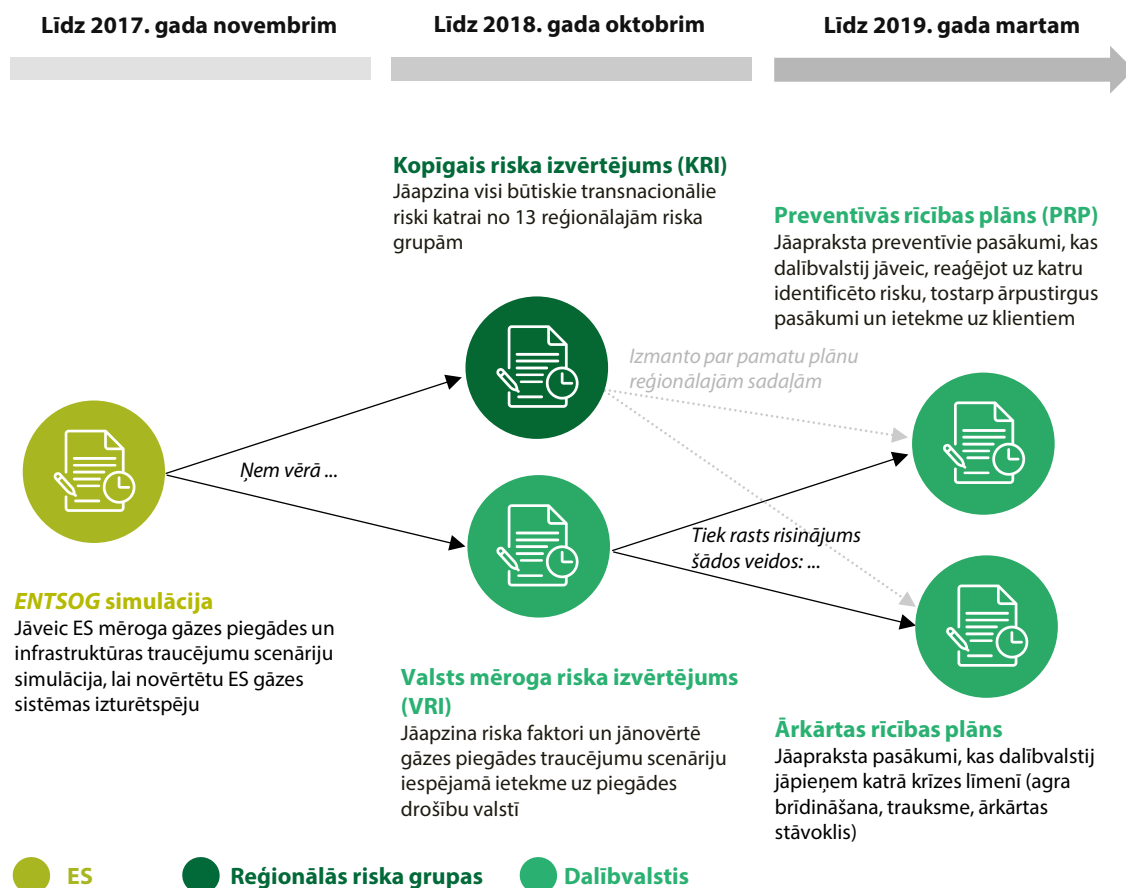 Līdz 2017. gada novembrim
Līdz 2018. gada oktobrim
Līdz 2019. gada martam
Kopīgais riska izvērtējums (KRI)
Jāapzina visi būtiskie transnacionālie
riski katrai no 13 reģionālajām riska
grupām
Preventīvās rīcības plāns (PRP)
Jāapraksta preventīvie pasākumi, kas
dalībvalstij jāveic, reaģējot uz katru
identificēto risku, tostarp ārpustirgus
pasākumi un ietekme uz klientiem
Izmanto par pamatu plānu
reģionālajām sadaļām
Ņem vērā ...
Tiek rasts risinājums
šādos veidos: ...
ENTSOG simulācija
Jāveic ES mēroga gāzes piegādes un
infrastruktūras traucējumu scenāriju
simulācija, lai novērtētu ES gāzes
sistēmas izturētspēju
Valsts mēroga riska izvērtējums
(VRI)
Jāapzina riska faktori un jānovērtē
gāzes piegādes traucējumu scenāriju
iespējamā ietekme uz piegādes
drošību valstī
Ārkārtas rīcības plāns
Jāapraksta pasākumi, kas dalībvalstij
jāpieņem katrā krīzes līmenī (agra
brīdināšana, trauksme, ārkārtas
stāvoklis)
ES
Reģionālās riska grupas
Dalībvalstis